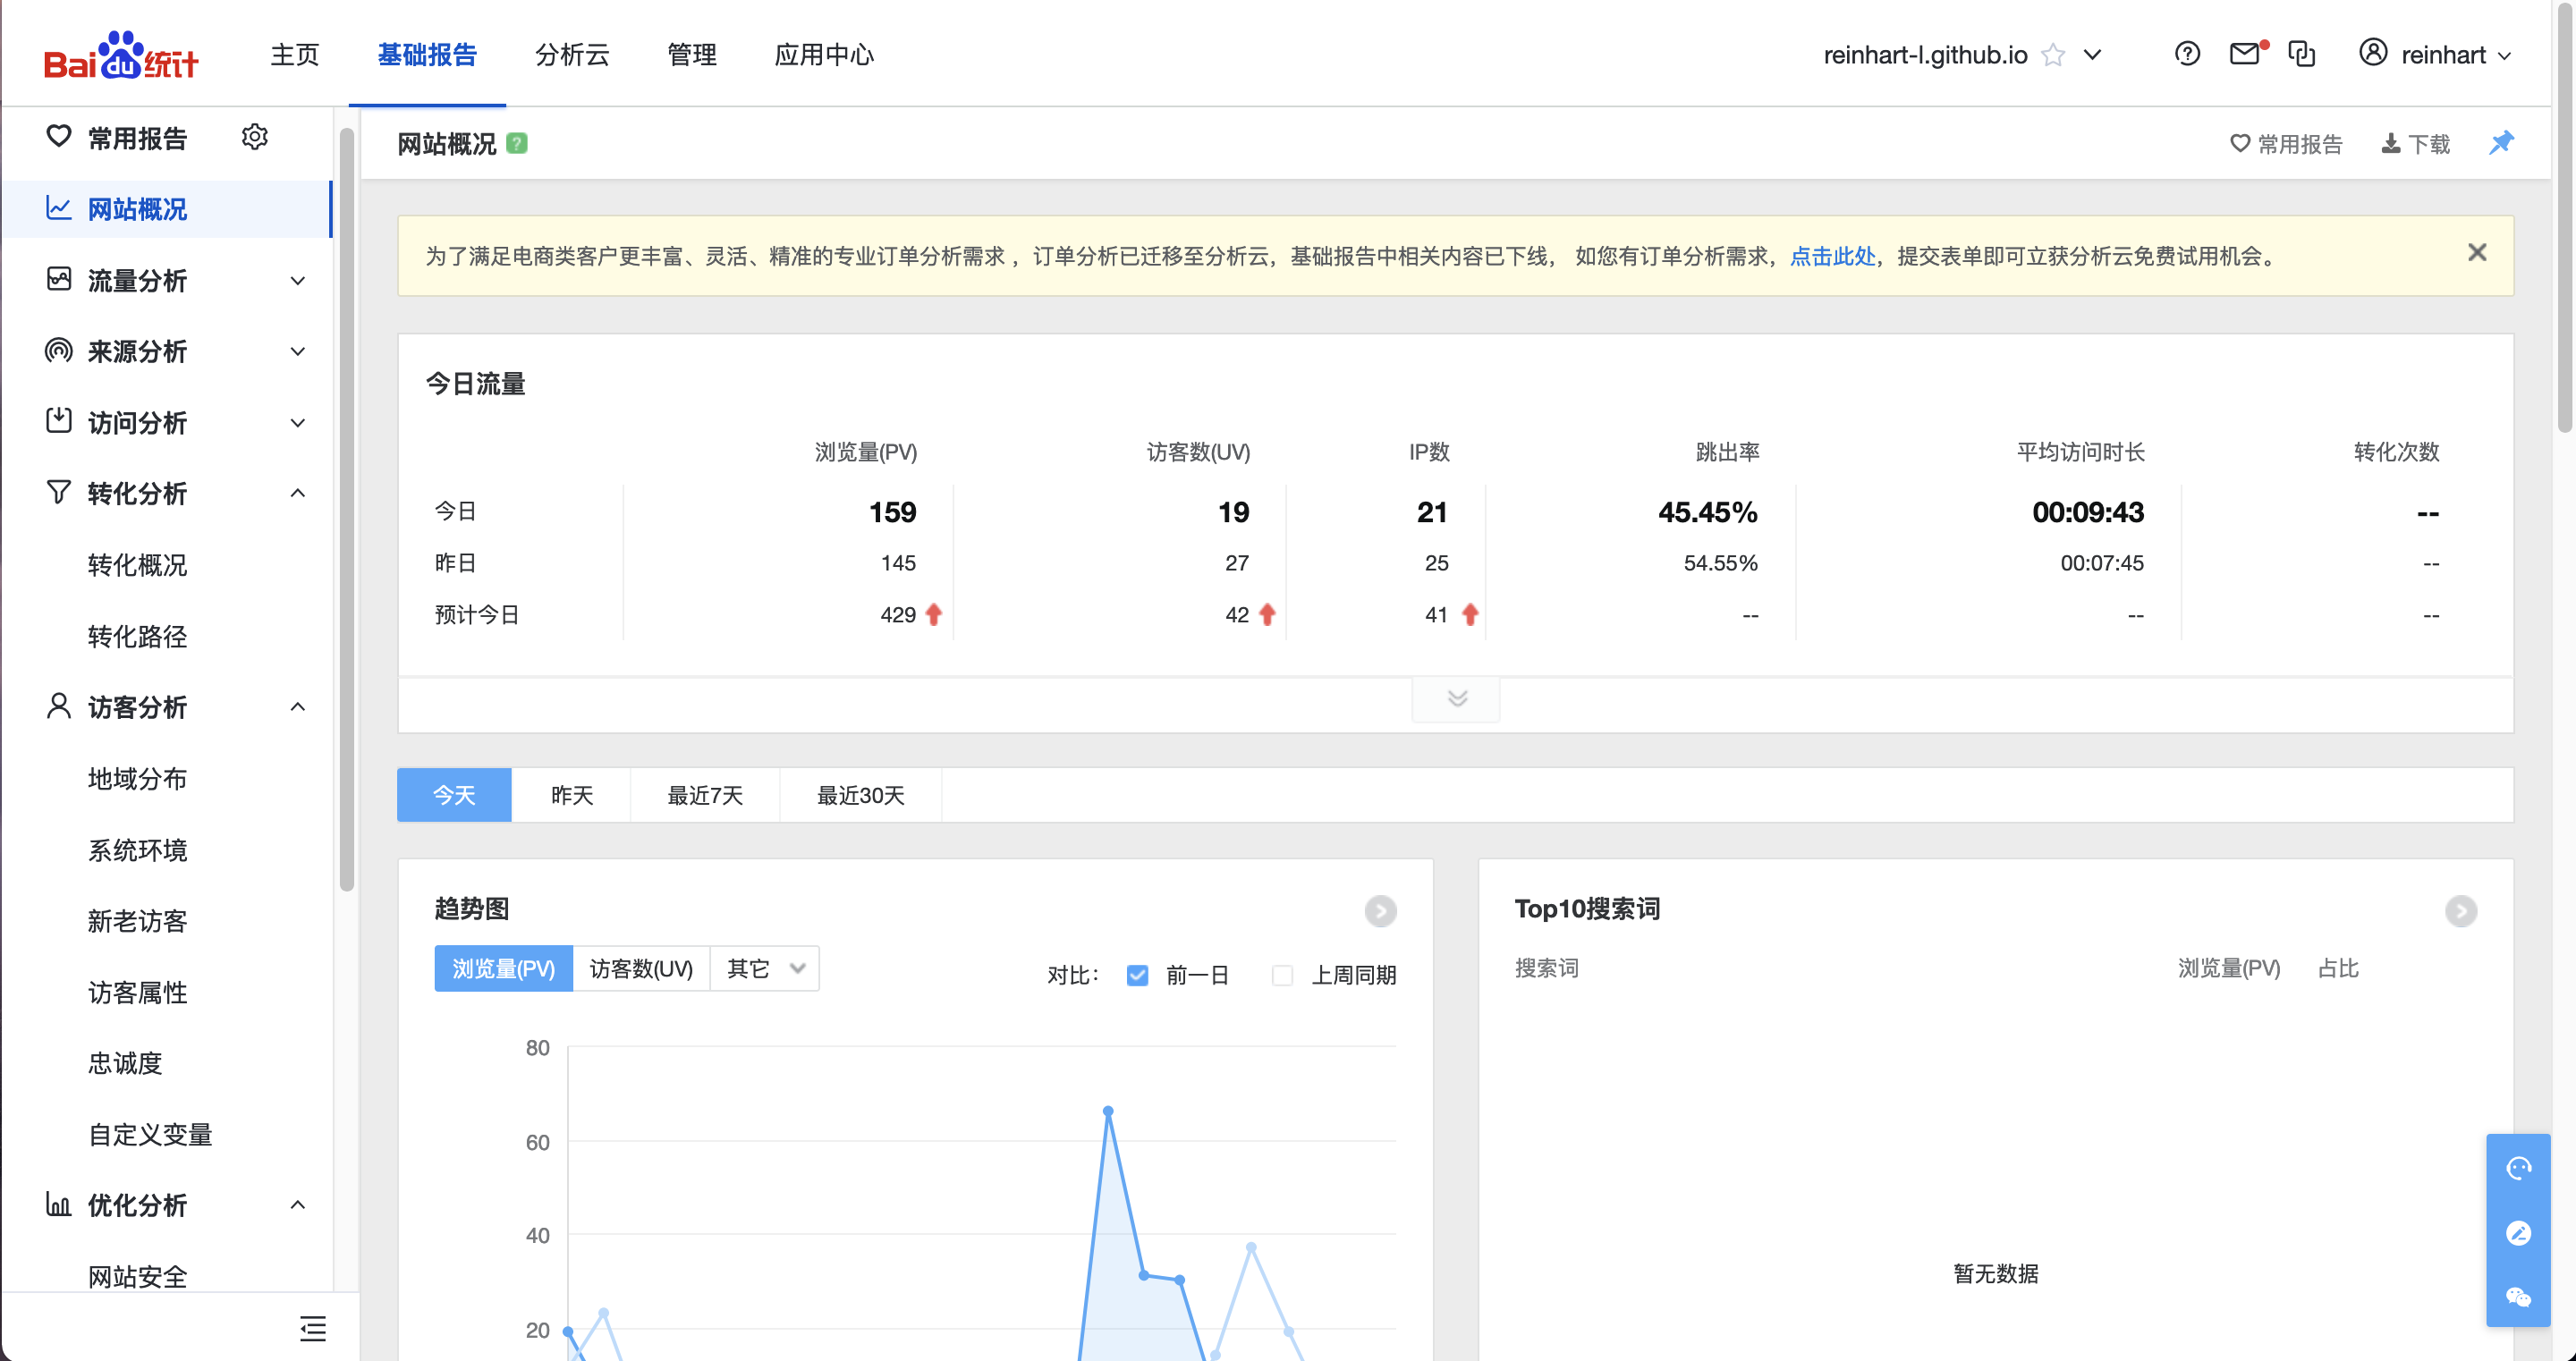 Baidu统计
主页 基础报告 分析云 管理 应用中心 reinhart-l.github.io reinhart
常用报告
网站概况
流量分析
来源分析
访问分析
转化分析
转化概况
转化路径
访客分析
地域分布
系统环境
新老访客
访客属性
忠诚度
自定义变量
优化分析
网站安全
网站概况 ? 常用报告 下载
为了满足电商类客户更丰富、灵活、精准的专业订单分析需求，订单分析已迁移至分析云，基础报告中相关内容已下线， 如您有订单分析需求，点击此处，提交表单即可立获分析云免费试用机会。
今日流量
浏览量(PV) 访客数(UV) IP数 跳出率 平均访问时长 转化次数
今日 159 19 21 45.45% 00:09:43 --
昨日 145 27 25 54.55% 00:07:45 --
预计今日 429 42 41 -- -- --
今天 昨天 最近7天 最近30天
趋势图
浏览量(PV) 访客数(UV) 其它
对比： 前一日 上周同期
80
60
40
20
Top10搜索词
搜索词 浏览量(PV) 占比
暂无数据